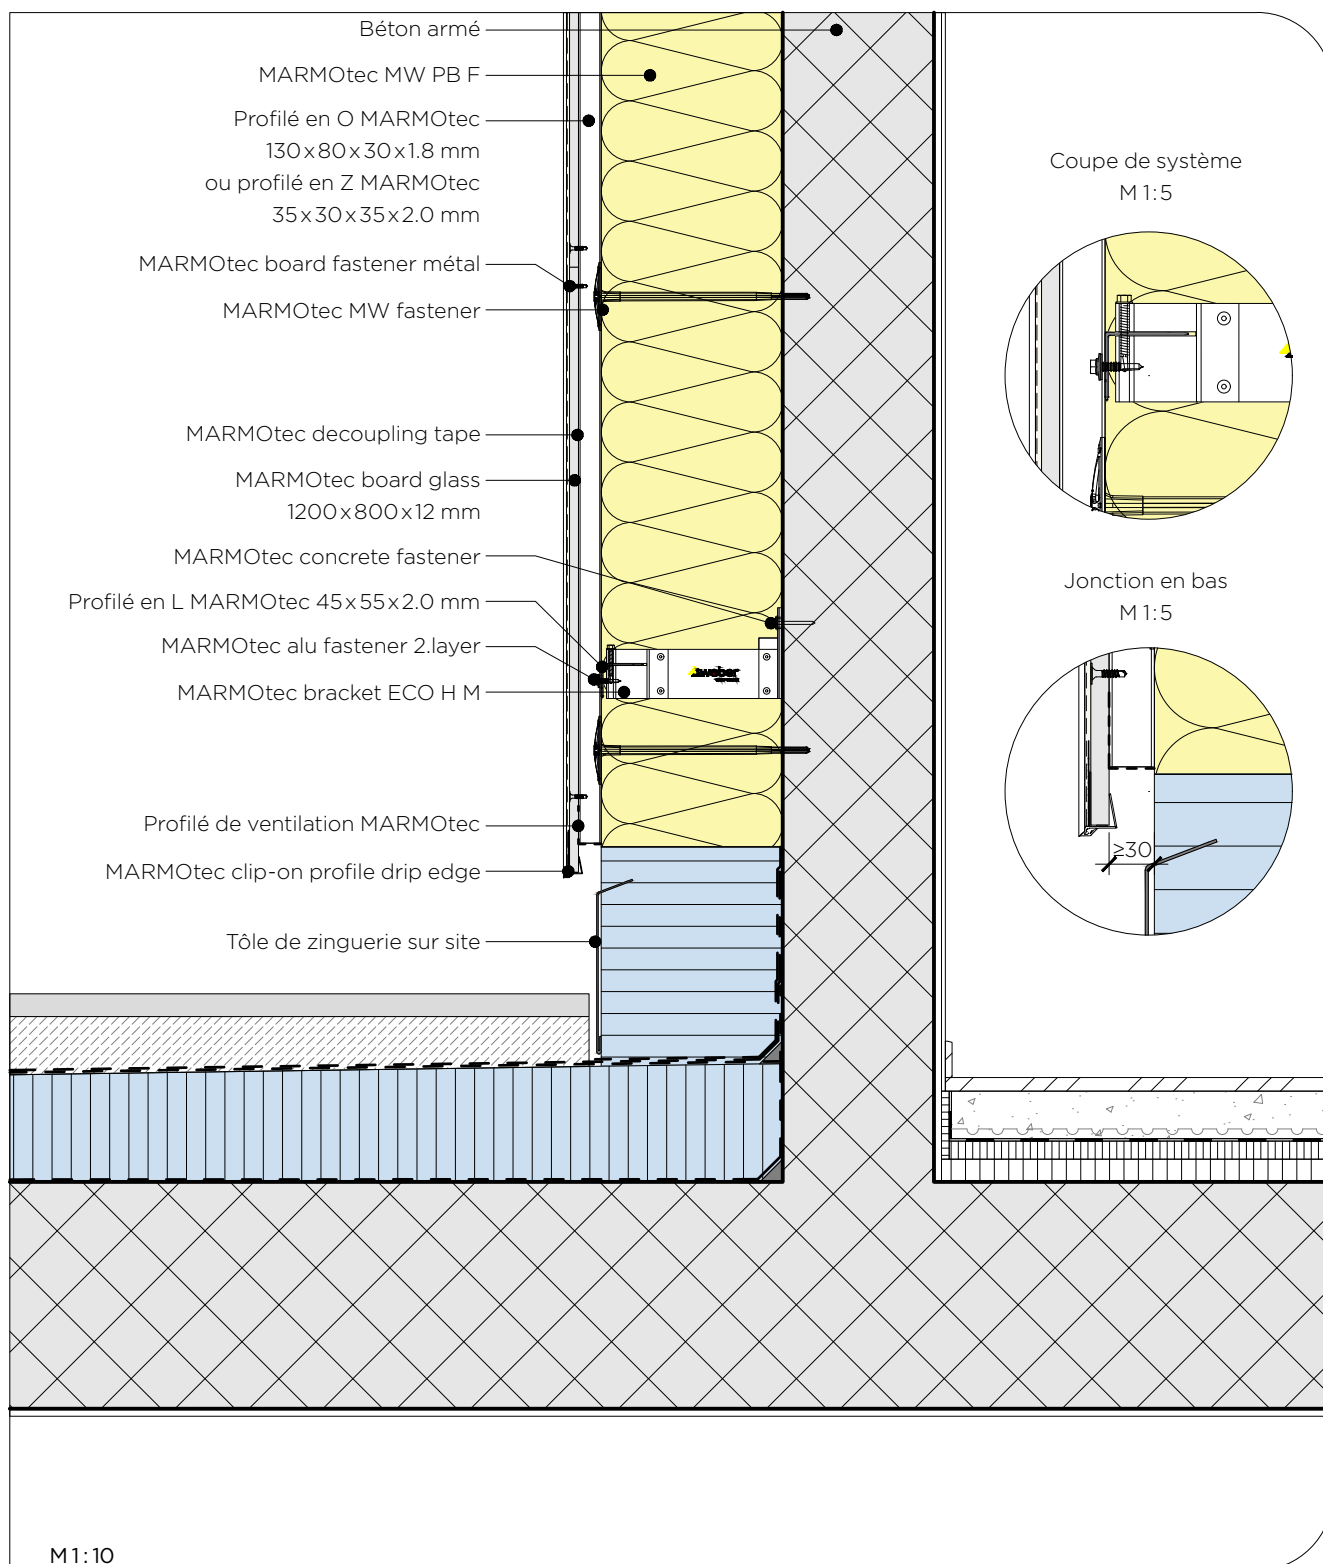 Béton armé
MARMOtec MW PB F
Profilé en O MARMOtec
130x80x30x1.8 mm
ou profilé en Z MARMOtec
35x30x35x2.0 mm
MARMOtec board fastener métal
MARMOtec MW fastener
MARMOtec decoupling tape
MARMOtec board glass
1200x800x12 mm
MARMOtec concrete fastener
Profilé en L MARMOtec 45x55x2.0 mm
MARMOtec alu fastener 2.layer
MARMOtec bracket ECO H M
weber
Profilé de ventilation MARMOtec
MARMOtec clip-on profile drip edge
Tôle de zinguerie sur site
Coupe de système
M 1:5
Jonction en bas
M 1:5
≥30
M 1:10